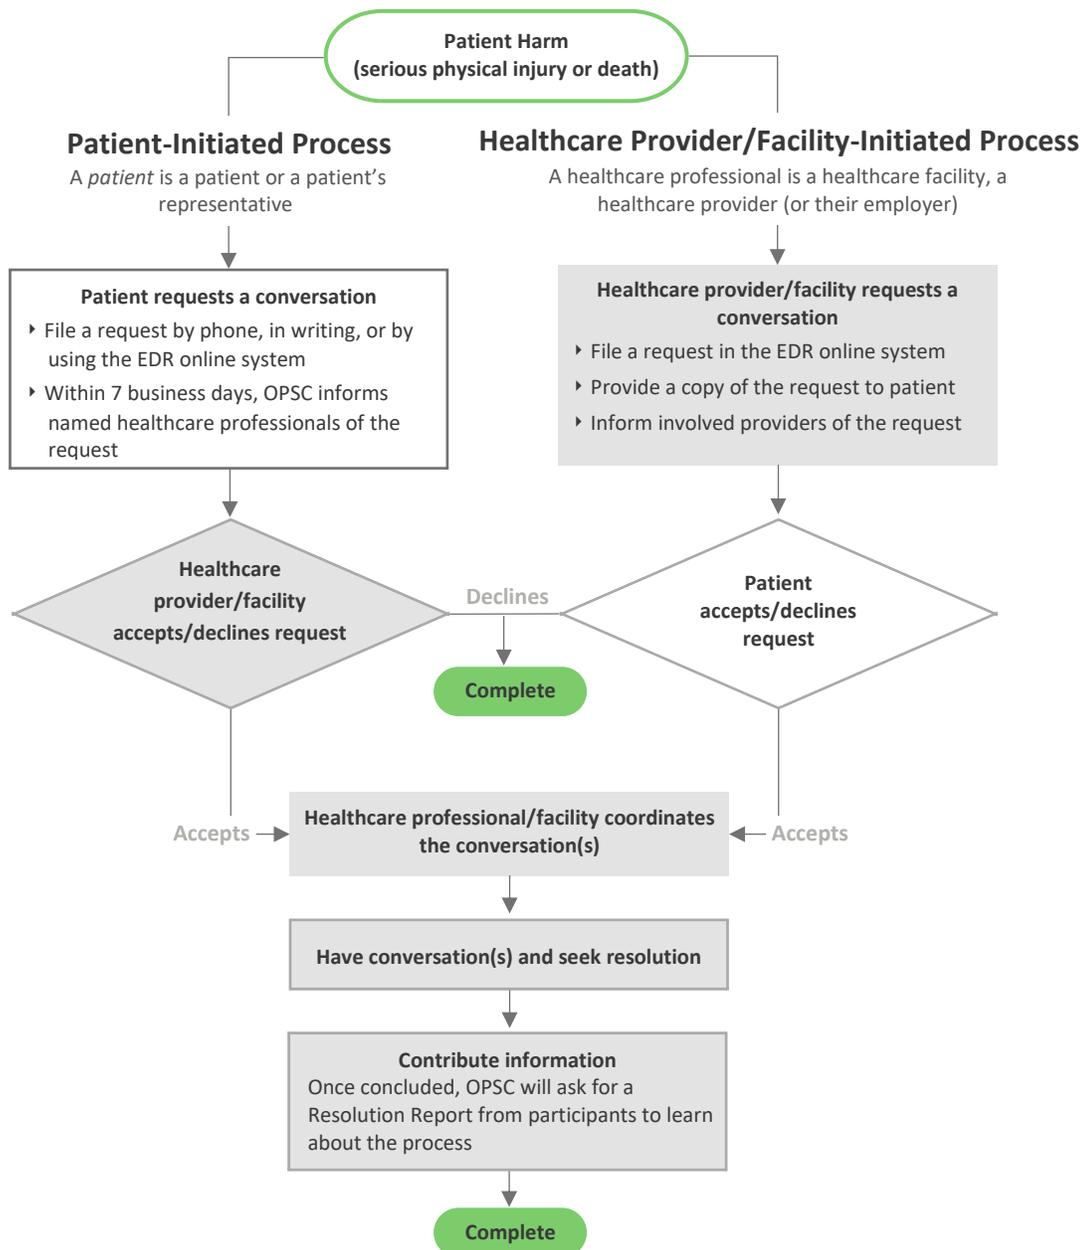 Patient Harm
(serious physical injury or death)
Patient-Initiated Process
A patient is a patient or a patient’s
representative
Healthcare Provider/Facility-Initiated Process
A healthcare professional is a healthcare facility, a
healthcare provider (or their employer)
Patient requests a conversation
‣ File a request by phone, in writing, or by
using the EDR online system
‣ Within 7 business days, OPSC informs
named healthcare professionals of the
request
Healthcare provider/facility requests a
conversation
‣ File a request in the EDR online system
‣ Provide a copy of the request to patient
‣ Inform involved providers of the request
Healthcare
provider/facility
accepts/declines request
Declines
Patient
accepts/declines
request
Complete
Accepts
Healthcare professional/facility coordinates
the conversation(s)
Accepts
Have conversation(s) and seek resolution
Contribute information
Once concluded, OPSC will ask for a
Resolution Report from participants to learn
about the process
Complete